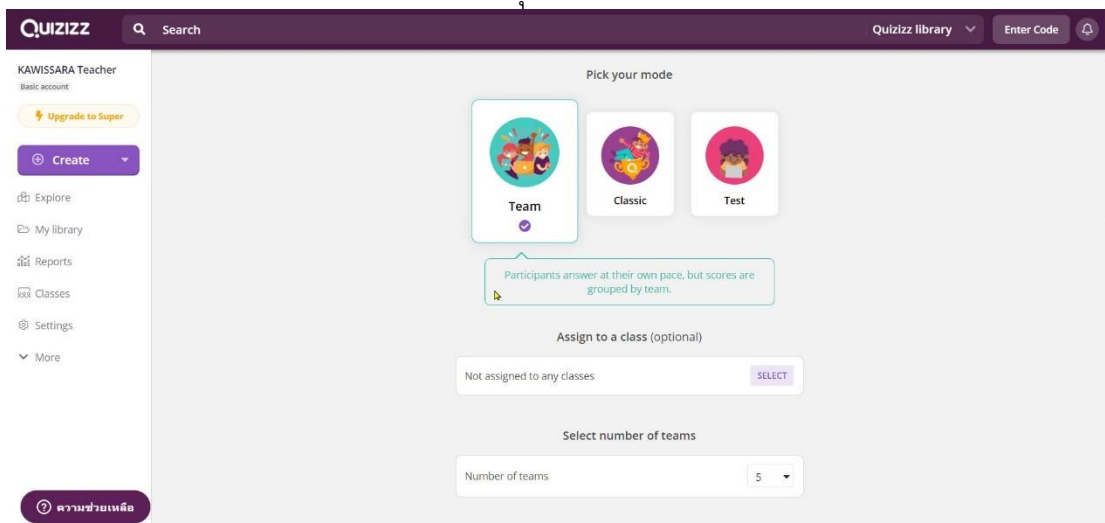 QUIZIZZ
Search
Quizizz library
Enter Code
KAWISSARA Teacher
Basic account
Upgrade to Super
Create
Explore
My library
Reports
Classes
Settings
More
ความช่วยเหลือ
Pick your mode
Team
Classic
Test
Participants answer at their own pace, but scores are
grouped by team.
Assign to a class (optional)
Not assigned to any classes
SELECT
Select number of teams
Number of teams
5